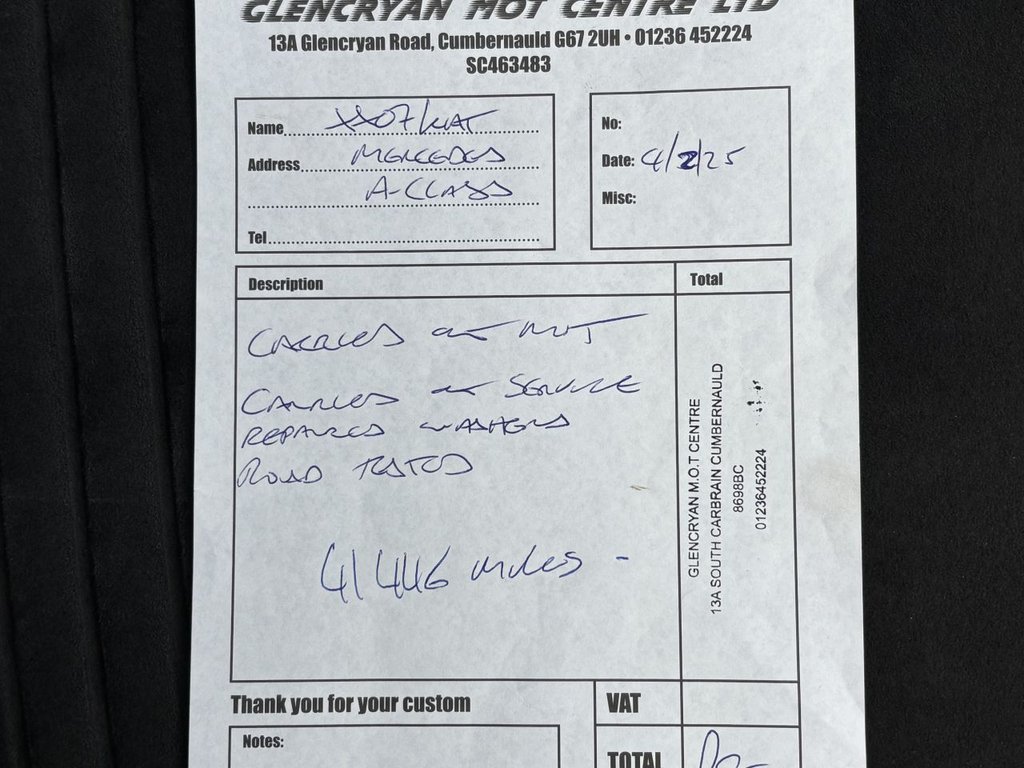 GLENCRYAN MOT CENTRE LTD
13A Glencryan Road, Cumbernauld G67 2UH • 01236 452224
SC463483
Name
Address MERCEDES
A-CLASS
Tel
No:
Date: 4/2/25
Misc:
Description
Total
CARRIED OUT MOT
CARRIED OUT SERVICE
REPAIRED WASHERS
ROAD TESTED
41446 MILES -
GLENCRYAN M.O.T CENTRE
13A SOUTH CARBRAIN CUMBERNAULD
8698BC
01236452224
Thank you for your custom
VAT
Notes:
TOTAL